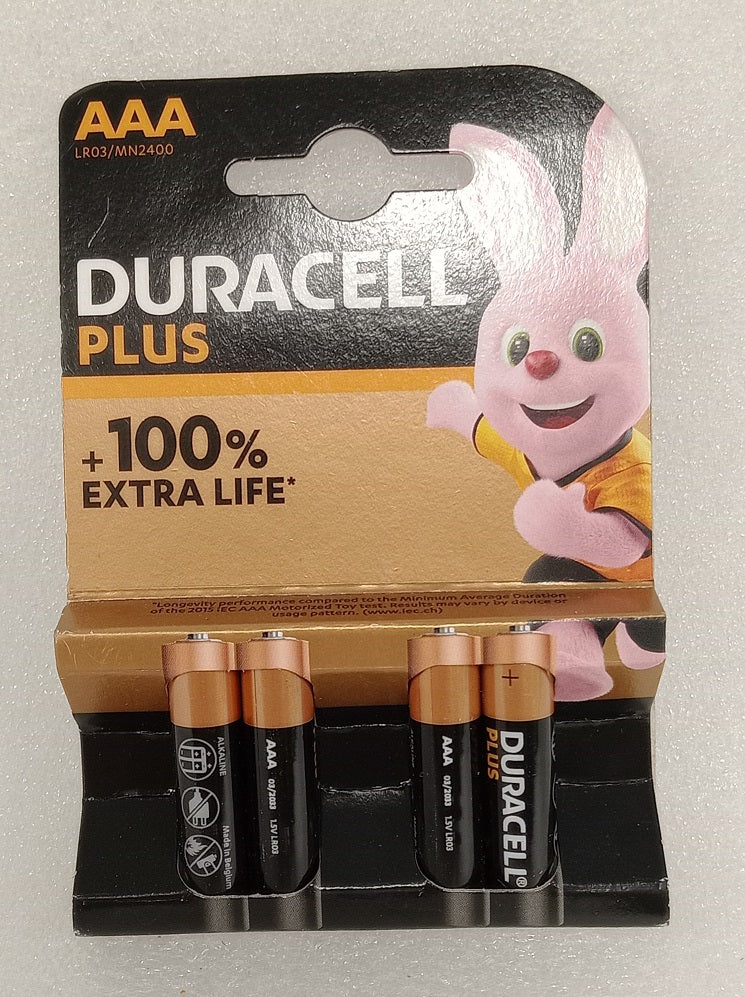 AAA
LR03/MN2400
DURACELL
PLUS
+100%
EXTRA LIFE*
*Longevity performance compared to the Minimum Average Duration
of the 2015 IEC AAA Motorized Toy test. Results may vary by device or
usage pattern. (www.iec.ch)
ALKALINE
Made in Belgium
AAA 03/2033 1.5V LR03
AAA 03/2033 1.5V LR03
+
DURACELL®
PLUS